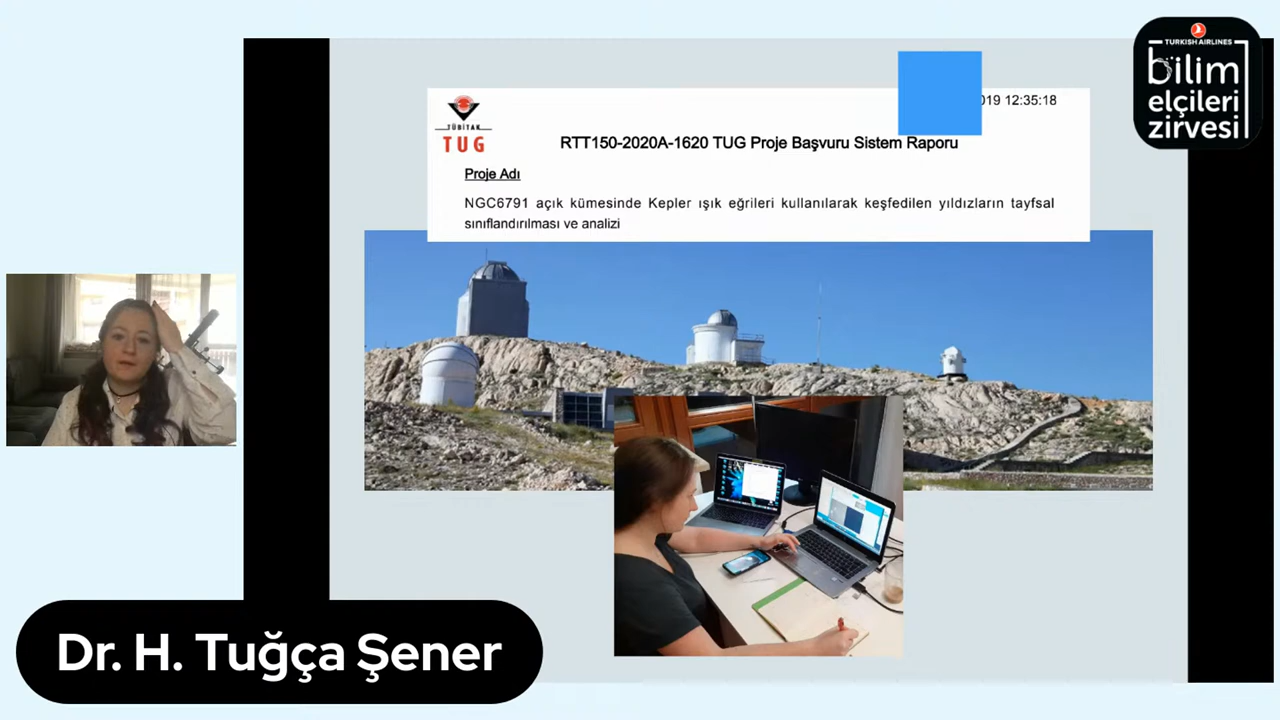 TURKISH AIRLINES
bilim
elçileri
zirvesi
TÜBİTAK
TUG
019 12:35:18
RTT150-2020A-1620 TUG Proje Başvuru Sistem Raporu
Proje Adı
NGC6791 açık kümesinde Kepler ışık eğrileri kullanılarak keşfedilen yıldızların tayfsal
sınıflandırılması ve analizi
Dr. H. Tuğça Şener